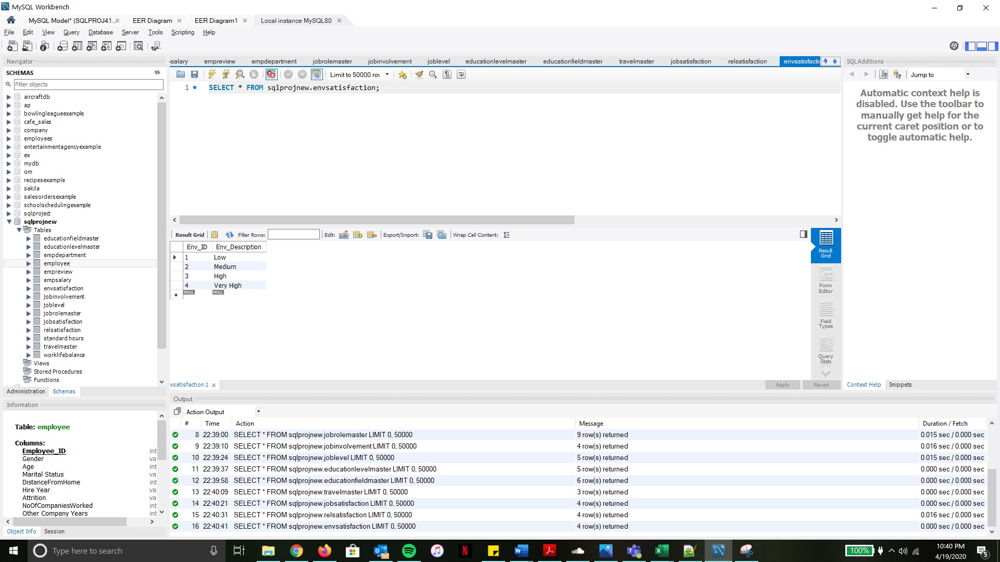 MySQL Workbench
MySQL Model* (SQLPROJ41.. × EER Diagram × EER Diagram1 × Local instance MySQL80 ×
File Edit View Query Database Server Tools Scripting Help
Navigator
SCHEMAS
Filter objects
aircraftdb
ap
bowlingleagueexample
cafe_sales
company
employees
entertainmentagencyexample
ex
mydb
om
recipesexample
sakila
salesordersexample
schoolschedulingexample
sqlproject
sqlprojnew
Tables
educationfieldmaster
educationlevelmaster
empdepartment
employee
empreview
empsalary
envsatisfaction
jobinvolvement
joblevel
jobrolemaster
jobsatisfaction
relsatisfaction
standard hours
travelmaster
worklifebalance
Views
Stored Procedures
Functions
Administration Schemas
Information
Table: employee
Columns:
Employee_ID int
Gender va
Age int
Marital Status va
DistanceFromHome int
Hire Year va
Attrition va
NoOfCompaniesWorked int
Other Company Years int
Object Info Session
osalary empreview empdepartment jobrolemaster jobinvolvement joblevel educationlevelmaster educationfieldmaster travelmaster jobsatisfaction relsatisfaction envsatisfactio
Limit to 50000 rov
1 SELECT * FROM sqlprojnew.envsatisfaction;
Result Grid Filter Rows: Edit: Export/Import: Wrap Cell Content:
Env_ID Env_Description
1 Low
2 Medium
3 High
4 Very High
NULL NULL
Result Grid
Form Editor
Field Types
Query Stats
vsatisfaction 1 × Apply Revert
SQLAdditions
Jump to
Automatic context help is
disabled. Use the toolbar to
manually get help for the
current caret position or to
toggle automatic help.
Context Help Snippets
Output
Action Output
# Time Action Message Duration / Fetch
8 22:39:00 SELECT * FROM sqlprojnew.jobrolemaster LIMIT 0, 50000 9 row(s) returned 0.015 sec / 0.000 sec
9 22:39:10 SELECT * FROM sqlprojnew.jobinvolvement LIMIT 0, 50000 4 row(s) returned 0.016 sec / 0.000 sec
10 22:39:24 SELECT * FROM sqlprojnew.joblevel LIMIT 0, 50000 5 row(s) returned 0.015 sec / 0.000 sec
11 22:39:37 SELECT * FROM sqlprojnew.educationlevelmaster LIMIT 0, 50000 5 row(s) returned 0.000 sec / 0.000 sec
12 22:39:58 SELECT * FROM sqlprojnew.educationfieldmaster LIMIT 0, 50000 6 row(s) returned 0.000 sec / 0.000 sec
13 22:40:09 SELECT * FROM sqlprojnew.travelmaster LIMIT 0, 50000 3 row(s) returned 0.000 sec / 0.000 sec
14 22:40:21 SELECT * FROM sqlprojnew.jobsatisfaction LIMIT 0, 50000 4 row(s) returned 0.000 sec / 0.000 sec
15 22:40:31 SELECT * FROM sqlprojnew.relsatisfaction LIMIT 0, 50000 4 row(s) returned 0.016 sec / 0.000 sec
16 22:40:41 SELECT * FROM sqlprojnew.envsatisfaction LIMIT 0, 50000 4 row(s) returned 0.000 sec / 0.000 sec
Type here to search
100%
10:40 PM
4/19/2020
5